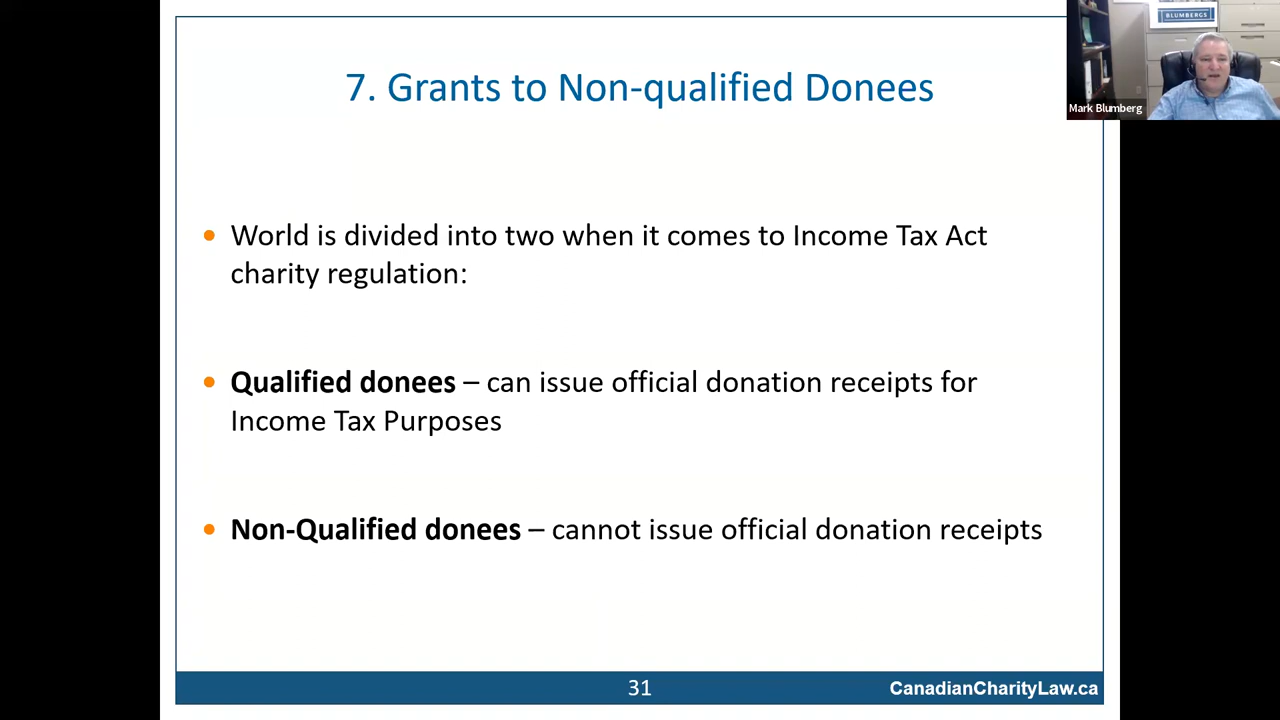 7. Grants to Non-qualified Donees
BLUMBERGS
Mark Blumberg
• World is divided into two when it comes to Income Tax Act
charity regulation:
• Qualified donees – can issue official donation receipts for
Income Tax Purposes
• Non-Qualified donees – cannot issue official donation receipts
31
CanadianCharityLaw.ca